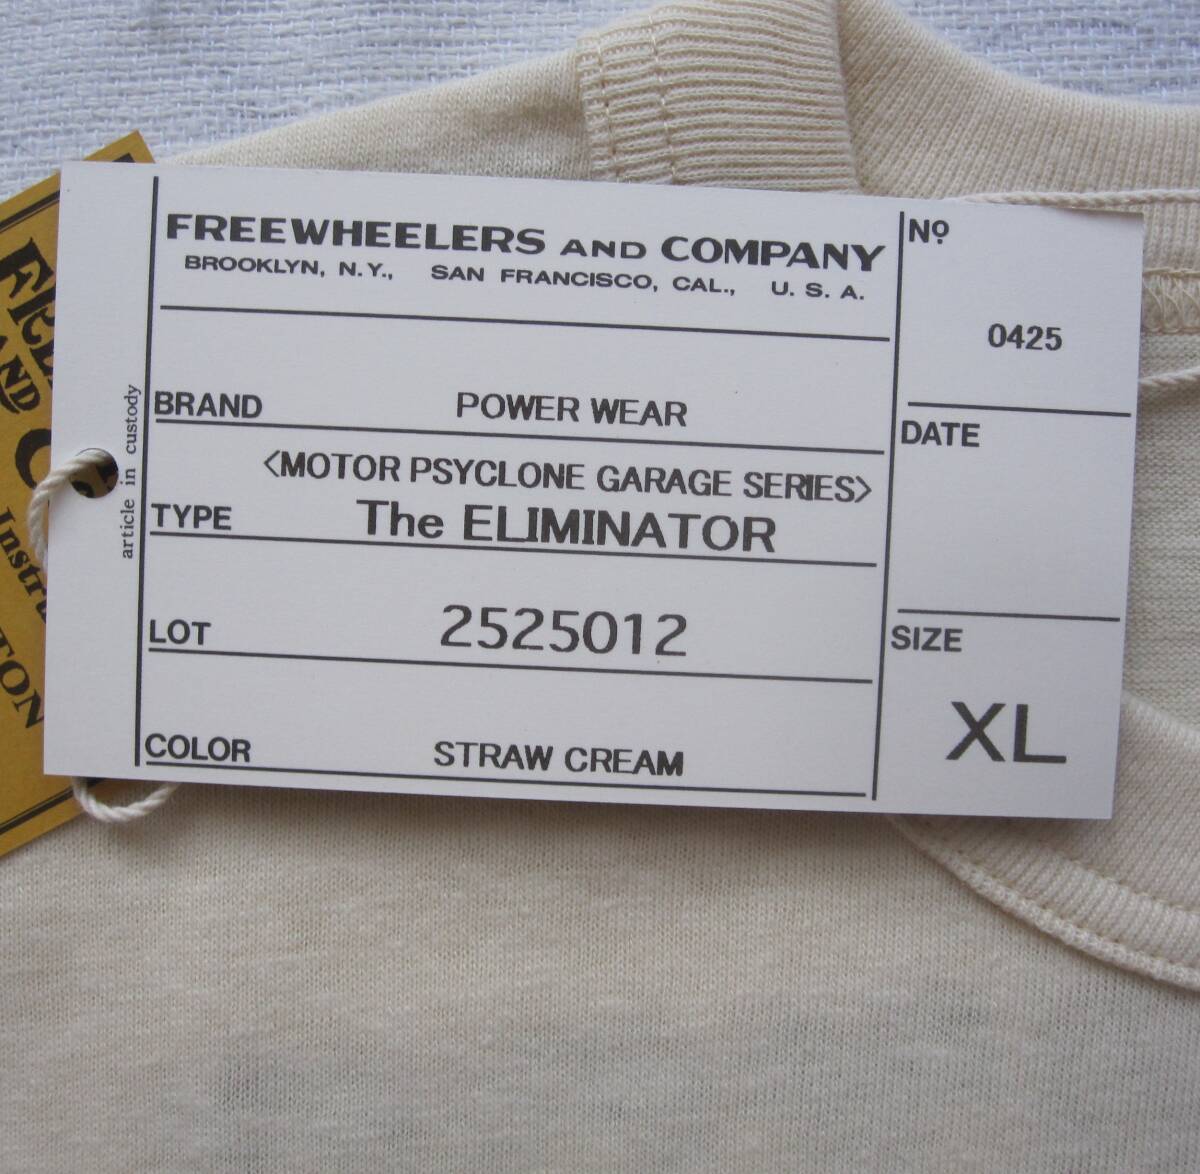 FREEWHEELERS AND COMPANY
BROOKLYN, N.Y., SAN FRANCISCO, CAL., U. S. A.
BRAND POWER WEAR
<MOTOR PSYCLONE GARAGE SERIES>
TYPE The ELIMINATOR
LOT 2525012
COLOR STRAW CREAM
Nº
0425
DATE
SIZE
XL
article in custody
AND